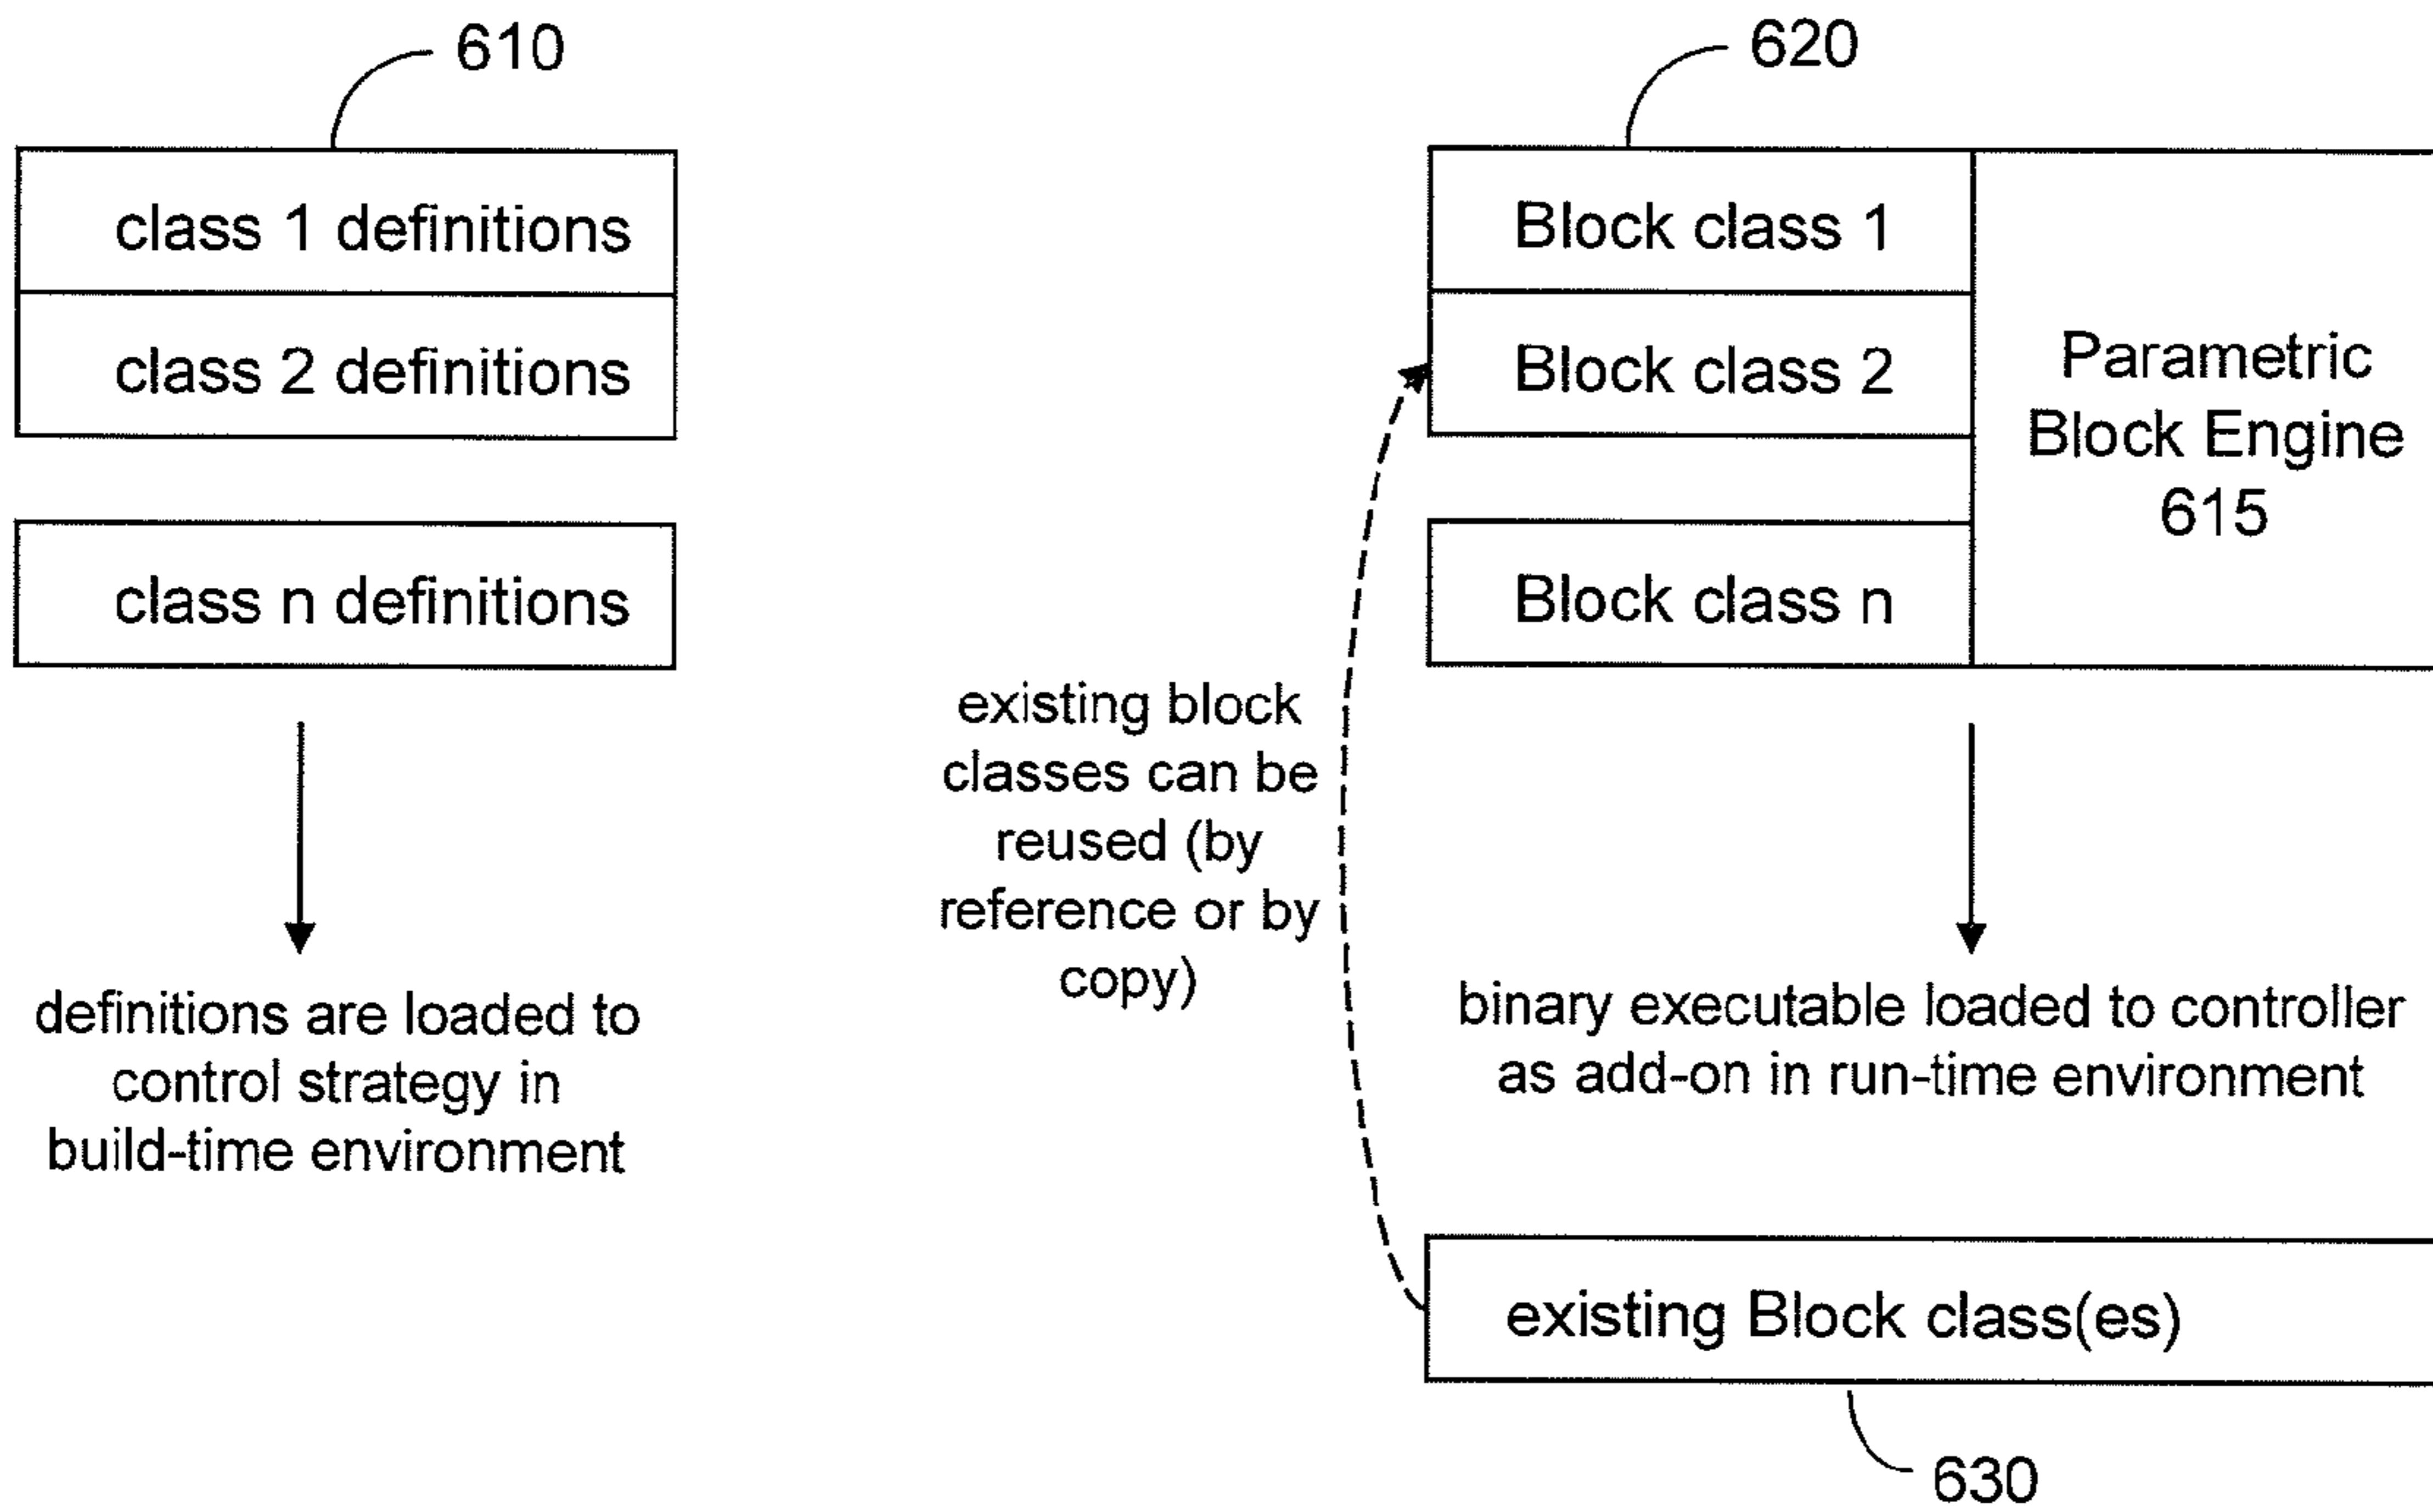 610
class 1 definitions
class 2 definitions
class n definitions
definitions are loaded to
control strategy in
build-time environment
existing block
classes can be
reused (by
reference or by
copy)
620
Block class 1
Block class 2
Block class n
Parametric
Block Engine
615
binary executable loaded to controller
as add-on in run-time environment
existing Block class(es)
630